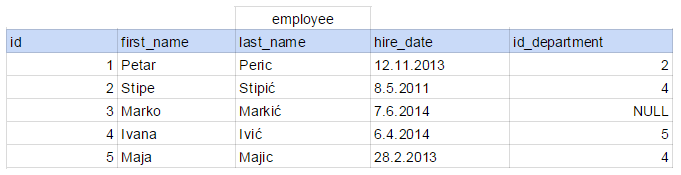 employee
id first_name last_name hire_date id_department
1 Petar Peric 12.11.2013 2
2 Stipe Stipić 8.5.2011 4
3 Marko Markić 7.6.2014 NULL
4 Ivana Ivić 6.4.2014 5
5 Maja Majic 28.2.2013 4